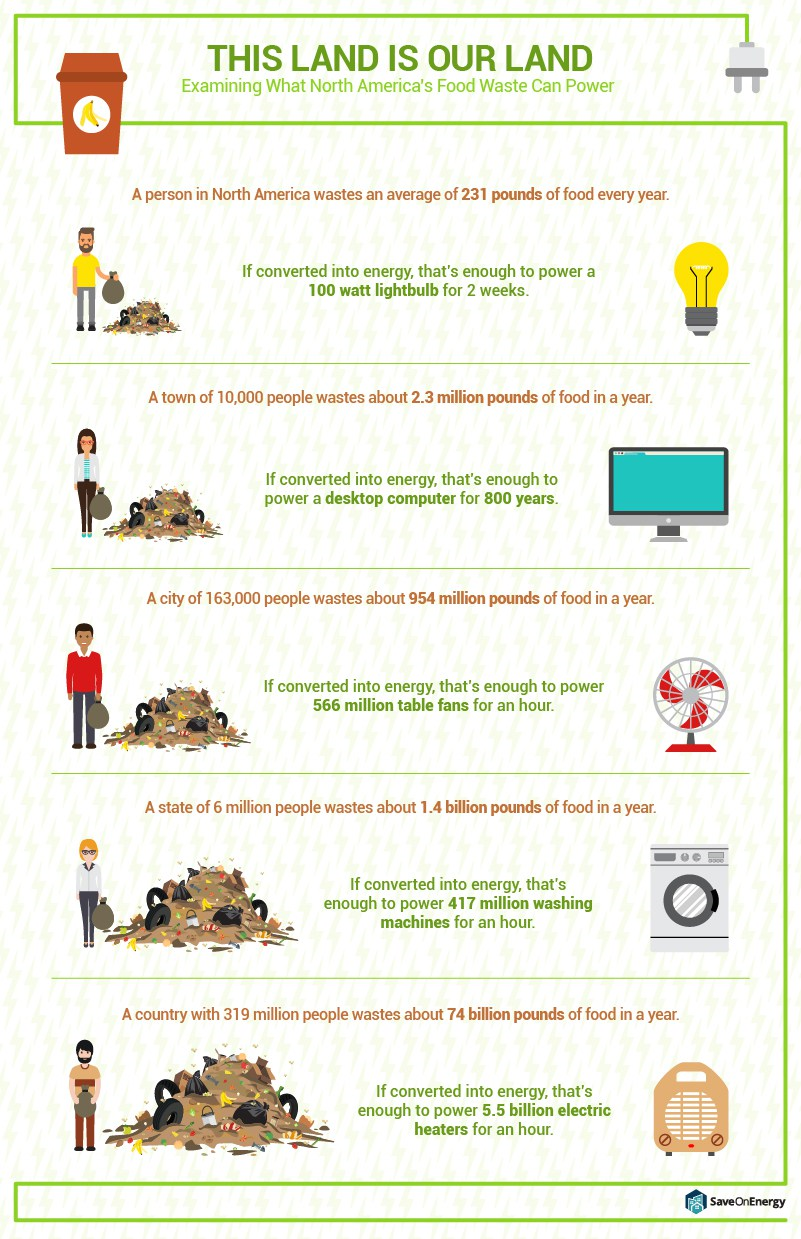 THIS LAND IS OUR LAND
Examining What North America's Food Waste Can Power
A person in North America wastes an average of 231 pounds of food every year.
If converted into energy, that's enough to power a
100 watt lightbulb for 2 weeks.
A town of 10,000 people wastes about 2.3 million pounds of food in a year.
If converted into energy, that's enough to
power a desktop computer for 800 years.
A city of 163,000 people wastes about 954 million pounds of food in a year.
If converted into energy, that's enough to power
566 million table fans for an hour.
A state of 6 million people wastes about 1.4 billion pounds of food in a year.
If converted into energy, that's
enough to power 417 million washing
machines for an hour.
A country with 319 million people wastes about 74 billion pounds of food in a year.
If converted into energy, that's
enough to power 5.5 billion electric
heaters for an hour.
SaveOnEnergy